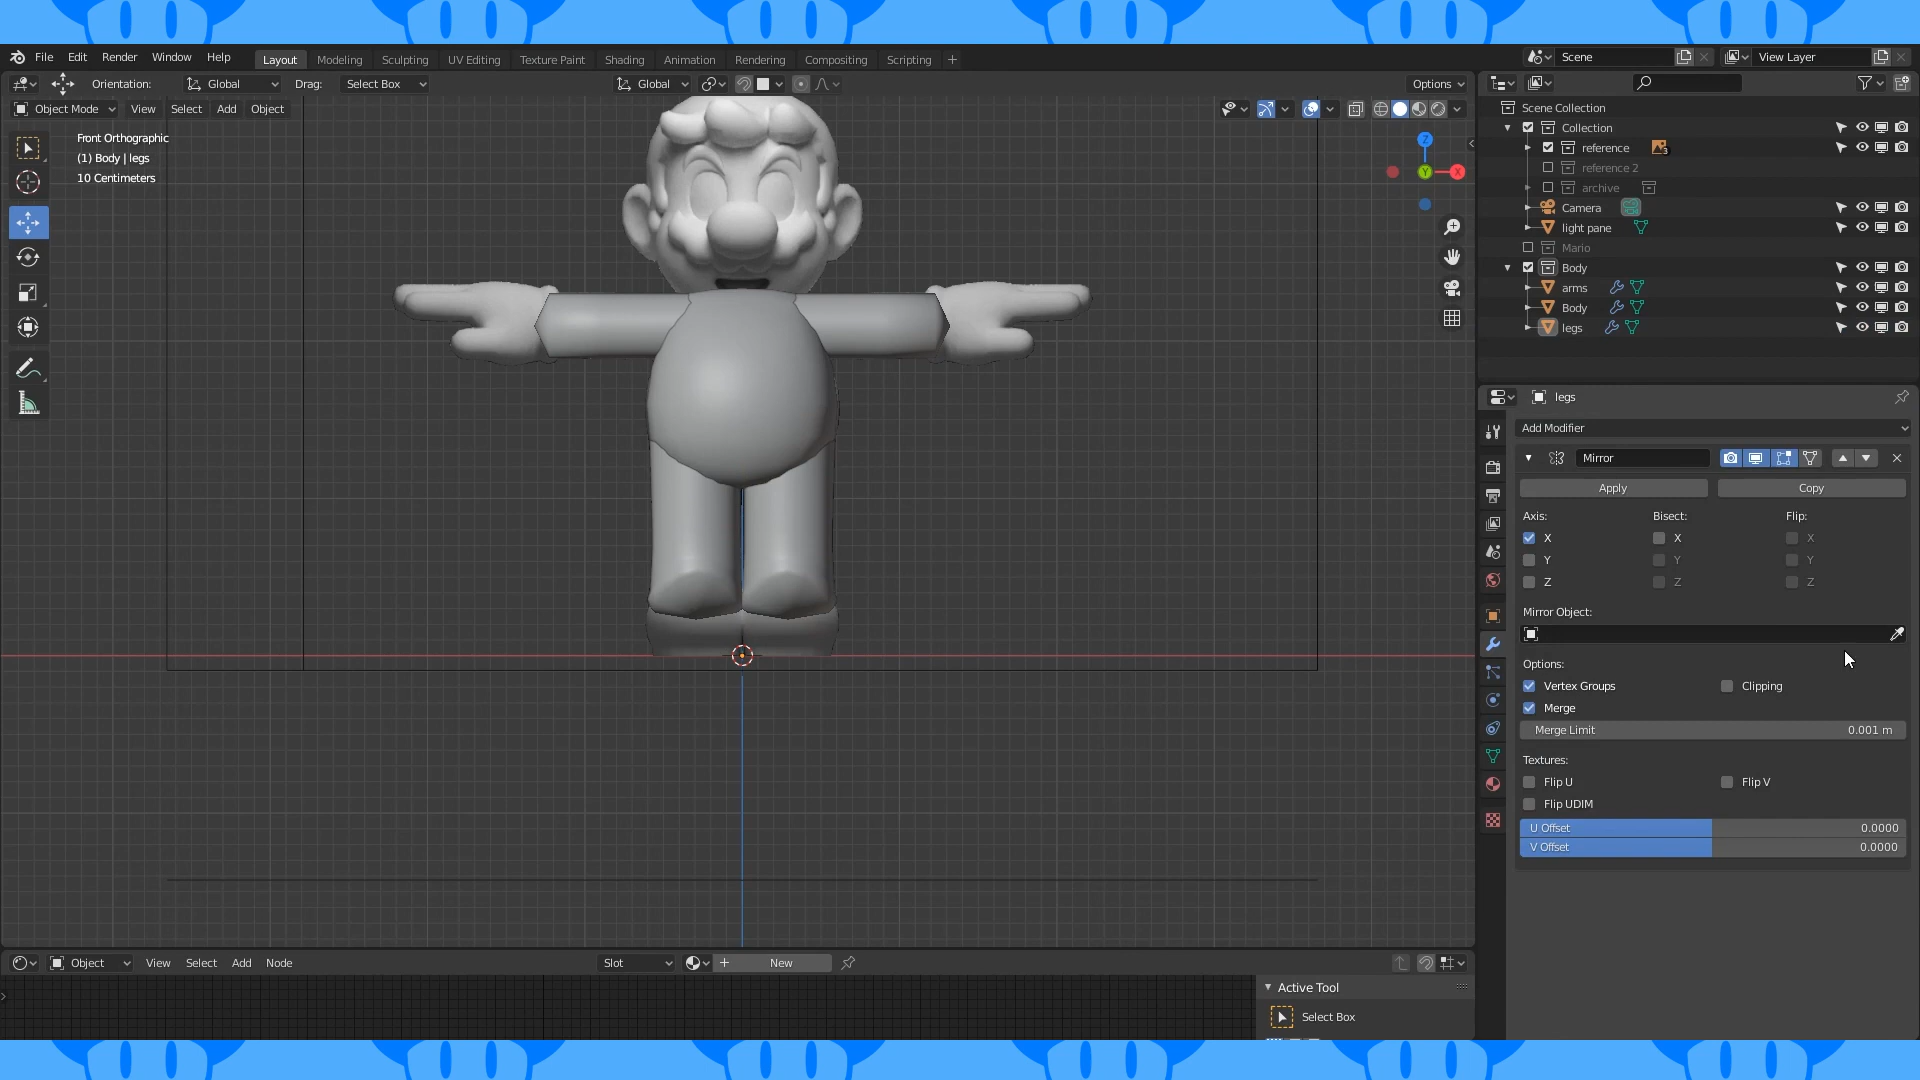 File Edit Render Window Help Layout Modeling Sculpting UV Editing Texture Paint Shading Animation Rendering Compositing Scripting + Scene View Layer
Orientation: Global Drag: Select Box Global Options
Object Mode View Select Add Object
Front Orthographic
(1) Body | legs
10 Centimeters
Z
Y
X
Scene Collection
Collection
reference 3
reference 2
archive
Camera
light pane
Mario
Body
arms
Body
legs
legs
Add Modifier
Mirror
Apply Copy
Axis: Bisect: Flip:
X X X
Y Y Y
Z Z Z
Mirror Object:
Options:
Vertex Groups Clipping
Merge
Merge Limit 0.001 m
Textures:
Flip U Flip V
Flip UDIM
U Offset 0.0000
V Offset 0.0000
Object View Select Add Node Slot + New
Active Tool
Select Box